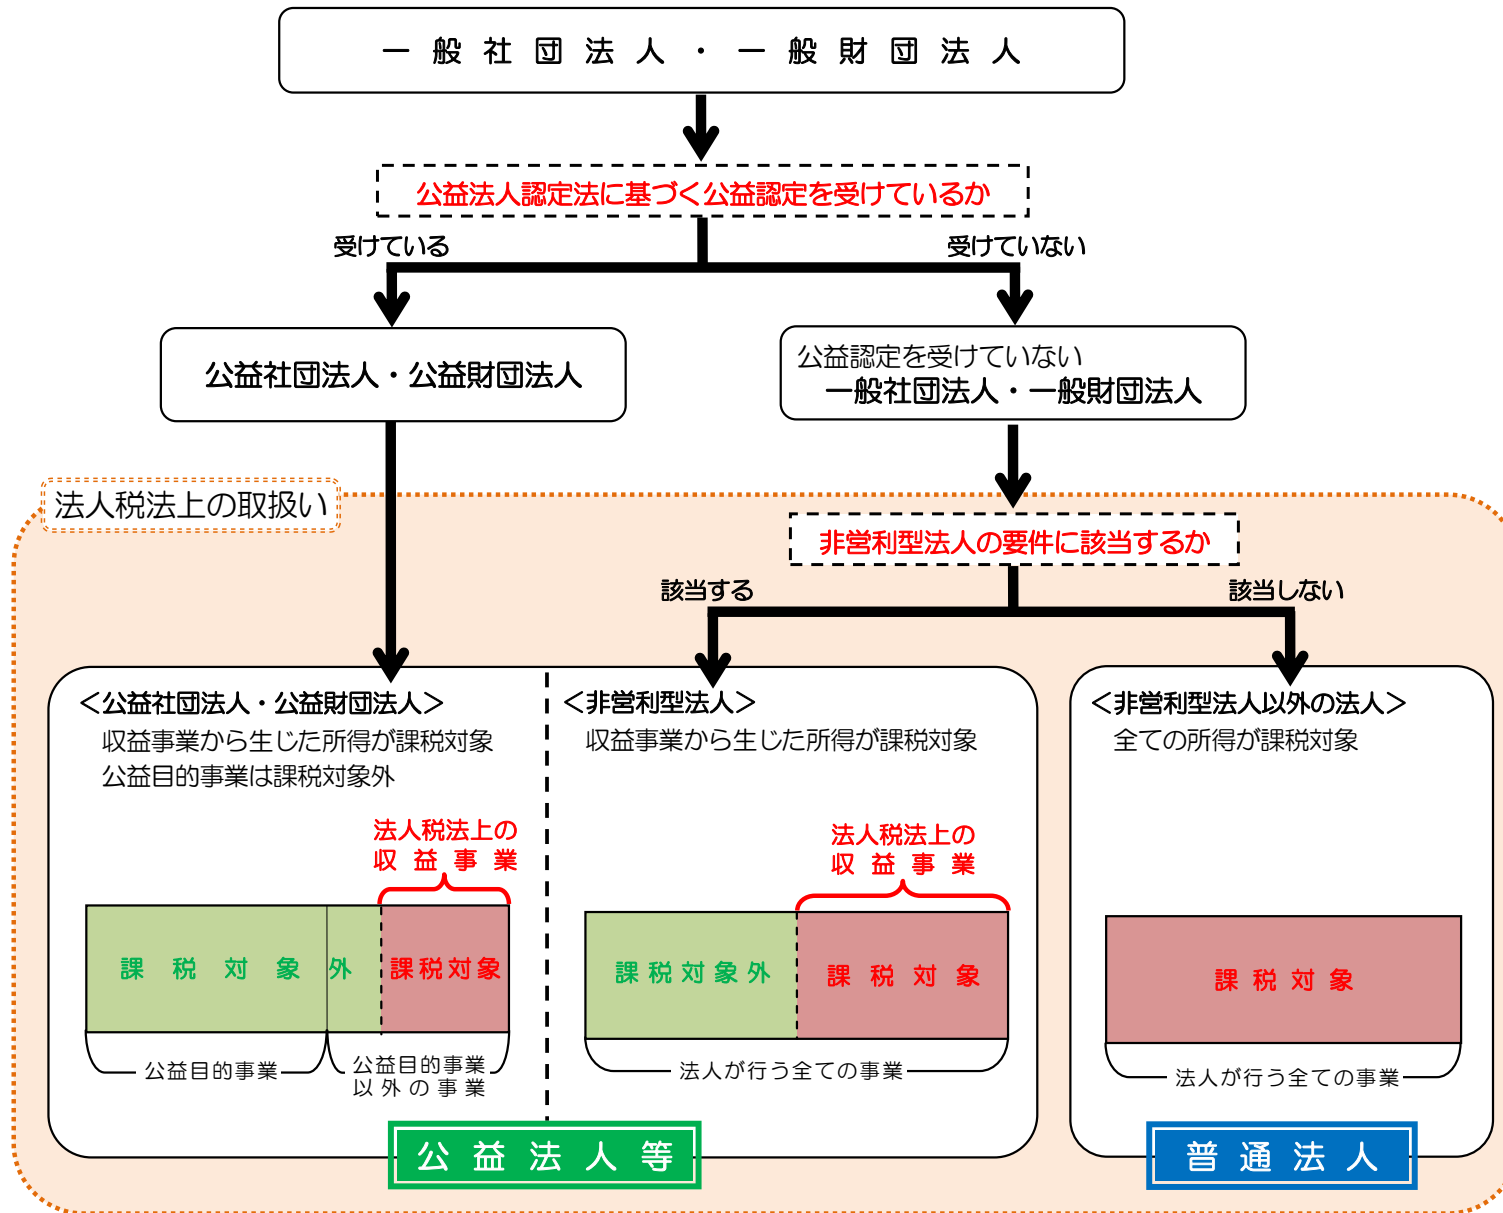 一般社団法人・一般財団法人
公益法人認定法に基づく公益認定を受けているか
受けている
受けていない
公益社団法人・公益財団法人
公益認定を受けていない
一般社団法人・一般財団法人
法人税法上の取扱い
非営利型法人の要件に該当するか
該当する
該当しない
＜公益社団法人・公益財団法人＞
収益事業から生じた所得が課税対象
公益目的事業は課税対象外
法人税法上の
収益事業
課税対象外
課税対象
公益目的事業
公益目的事業
以外の事業
＜非営利型法人＞
収益事業から生じた所得が課税対象
法人税法上の
収益事業
課税対象外
課税対象
法人が行う全ての事業
公益法人等
＜非営利型法人以外の法人＞
全ての所得が課税対象
課税対象
法人が行う全ての事業
普通法人